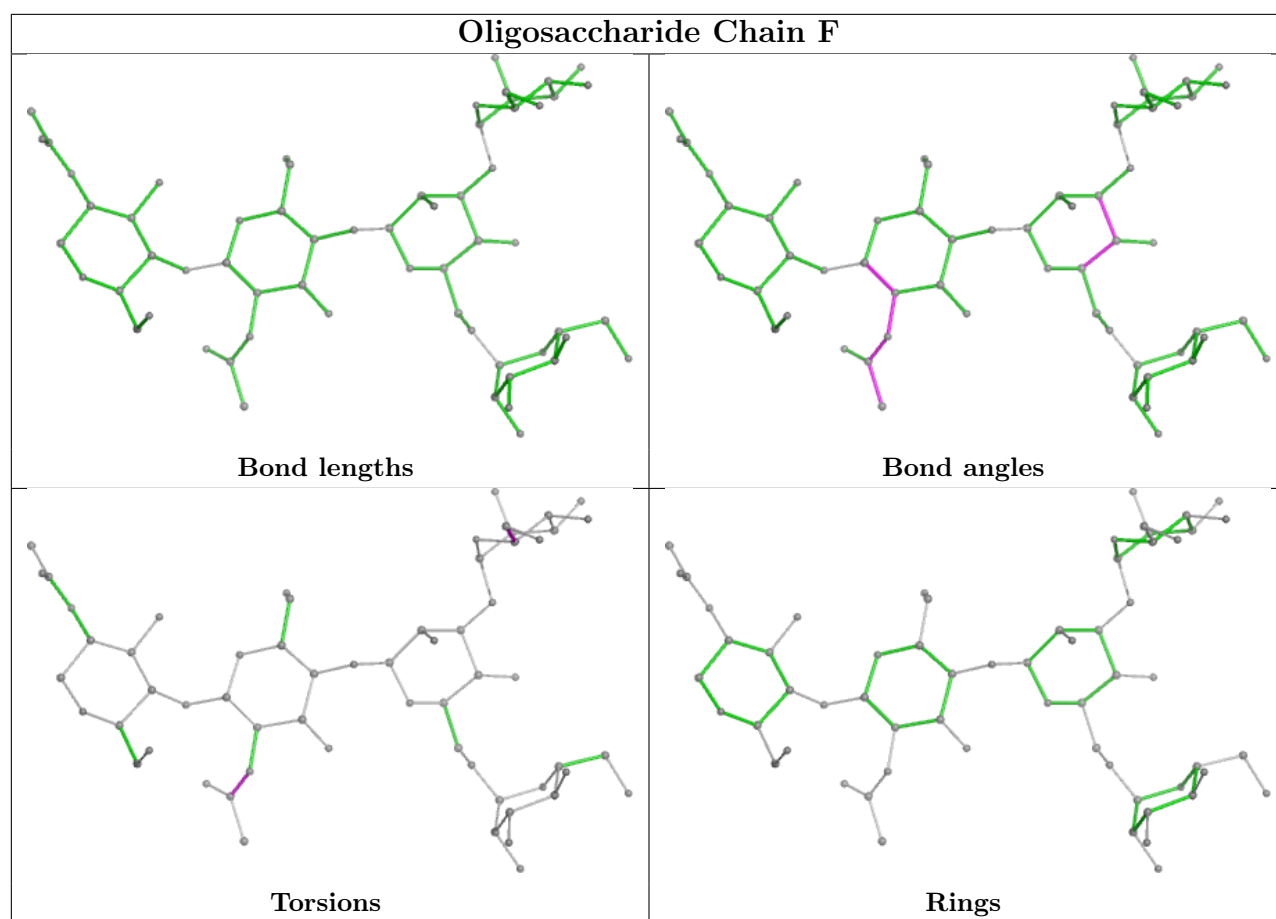 Oligosaccharide Chain F
Bond lengths
Bond angles
Torsions
Rings